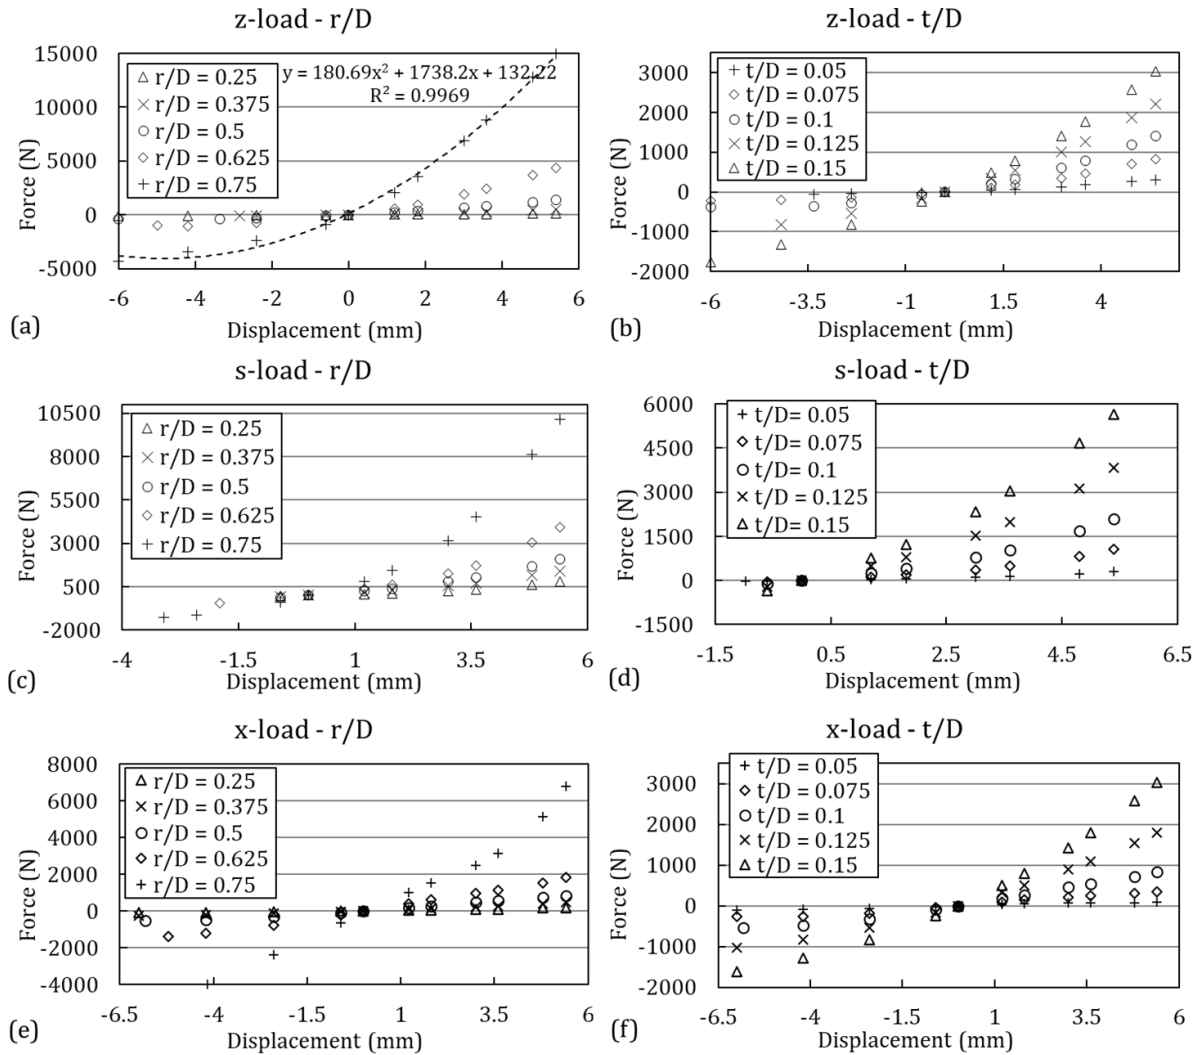 z-load - r/D
15000
10000
5000
0
-5000
Force (N)
r/D = 0.25
r/D = 0.375
r/D = 0.5
r/D = 0.625
r/D = 0.75
y = 180.69x² + 1738.2x + 132.22
R² = 0.9969
-6 -4 -2 0 2 4 6
(a) Displacement (mm)
z-load - t/D
3000
2000
1000
0
-1000
-2000
Force (N)
t/D = 0.05
t/D = 0.075
t/D = 0.1
t/D = 0.125
t/D = 0.15
-6 -3.5 -1 1.5 4
(b) Displacement (mm)
s-load - r/D
10500
8000
5500
3000
500
-2000
Force (N)
r/D = 0.25
r/D = 0.375
r/D = 0.5
r/D = 0.625
r/D = 0.75
-4 -1.5 1 3.5 6
(c) Displacement (mm)
s-load - t/D
6000
4500
3000
1500
0
-1500
Force (N)
t/D= 0.05
t/D= 0.075
t/D= 0.1
t/D = 0.125
t/D= 0.15
-1.5 0.5 2.5 4.5 6.5
(d) Displacement (mm)
x-load - r/D
8000
6000
4000
2000
0
-2000
-4000
Force (N)
r/D = 0.25
r/D = 0.375
r/D = 0.5
r/D = 0.625
r/D = 0.75
-6.5 -4 -1.5 1 3.5 6
(e) Displacement (mm)
x-load - t/D
3000
2000
1000
0
-1000
-2000
Force (N)
t/D = 0.05
t/D = 0.075
t/D = 0.1
t/D = 0.125
t/D = 0.15
-6.5 -4 -1.5 1 3.5 6
(f) Displacement (mm)